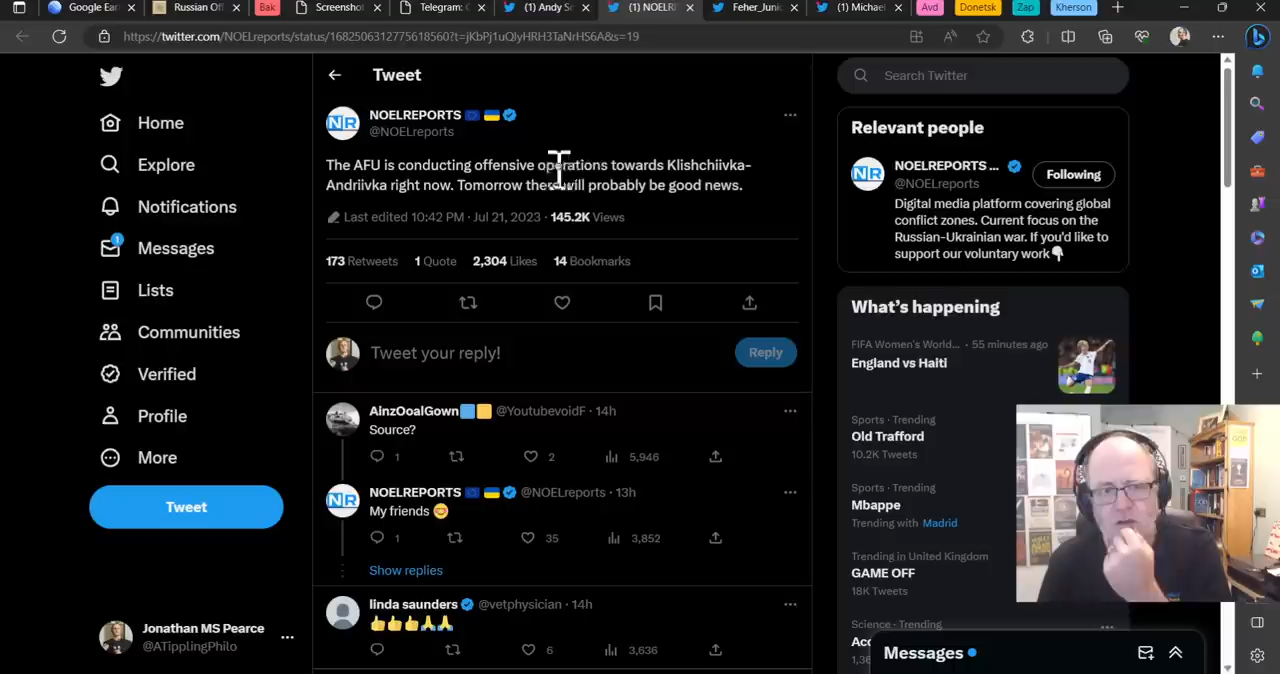 Google Ear
Russian Off
Bak
Screenshot
Telegram: C
(1) Andy Sc
(1) NOELR
Feher_Junio
(1) Michael
Avd
Donetsk
Zap
Kherson
https://twitter.com/NOELreports/status/1682506312775618560?t=jKbPj1uQlyHRH3TaNrHS6A&s=19
Home
Explore
Notifications
1
Messages
Lists
Communities
Verified
Profile
More
Tweet
Jonathan MS Pearce
@ATipplingPhilo
Tweet
NR
NOELREPORTS
@NOELreports
The AFU is conducting offensive operations towards Klishchiivka-
Andriivka right now. Tomorrow there will probably be good news.
Last edited 10:42 PM · Jul 21, 2023 · 145.2K Views
173 Retweets 1 Quote 2,304 Likes 14 Bookmarks
Tweet your reply!
Reply
AinzOoalGown @YoutubevoidF · 14h
Source?
1 2 5,946
NR
NOELREPORTS @NOELreports · 13h
My friends
1 35 3,852
Show replies
linda saunders @vetphysician · 14h
6 3,636
Search Twitter
Relevant people
NR
NOELREPORTS ...
@NOELreports
Following
Digital media platform covering global
conflict zones. Current focus on the
Russian-Ukrainian war. If you'd like to
support our voluntary work
What's happening
FIFA Women's World... · 55 minutes ago
England vs Haiti
Sports · Trending
Old Trafford
10.2K Tweets
Sports · Trending
Mbappe
Trending with Madrid
Trending in United Kingdom
GAME OFF
18K Tweets
Science · Trending
Messages